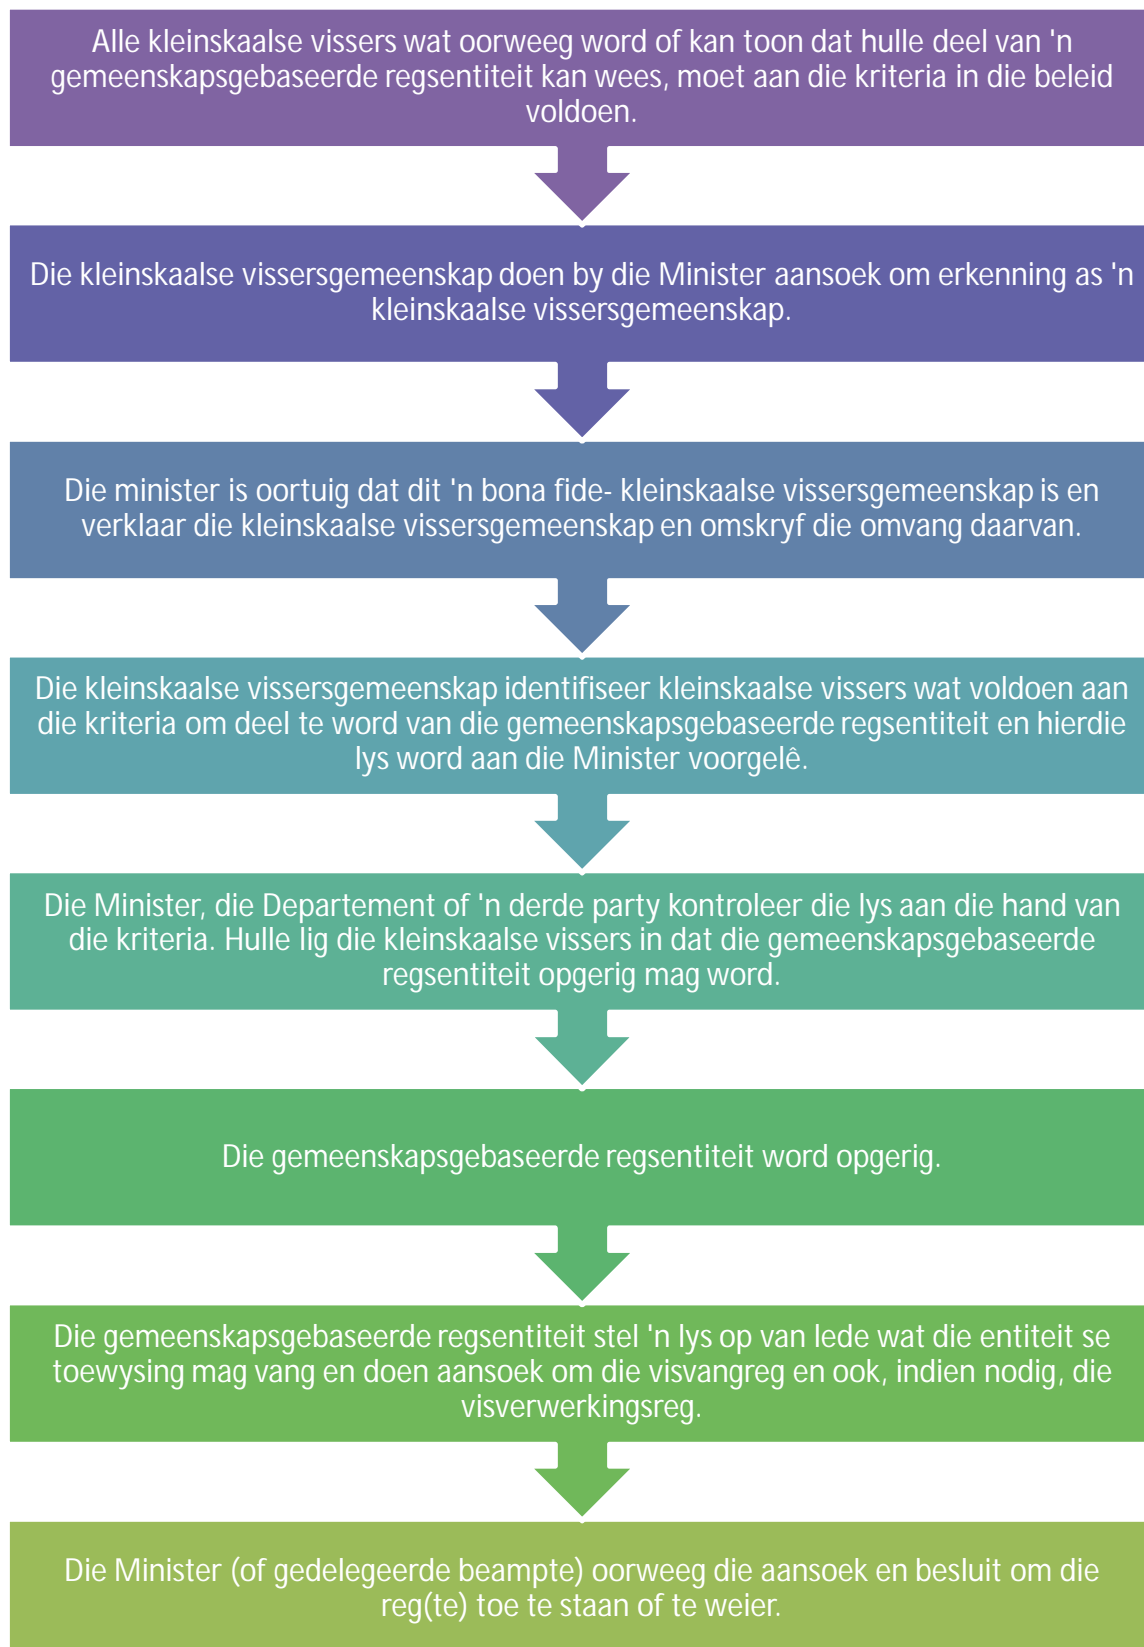 Alle kleinskaalse vissers wat oorweeg word of kan toon dat hulle deel van 'n
gemeenskapsgebaseerde regsentiteit kan wees, moet aan die kriteria in die beleid
voldoen.
Die kleinskaalse vissersgemeenskap doen by die Minister aansoek om erkenning as 'n
kleinskaalse vissersgemeenskap.
Die minister is oortuig dat dit 'n bona fide- kleinskaalse vissersgemeenskap is en
verklaar die kleinskaalse vissersgemeenskap en omskryf die omvang daarvan.
Die kleinskaalse vissersgemeenskap identifiseer kleinskaalse vissers wat voldoen aan
die kriteria om deel te word van die gemeenskapsgebaseerde regsentiteit en hierdie
lys word aan die Minister voorgelê.
Die Minister, die Departement of 'n derde party kontroleer die lys aan die hand van
die kriteria. Hulle lig die kleinskaalse vissers in dat die gemeenskapsgebaseerde
regsentiteit opgerig mag word.
Die gemeenskapsgebaseerde regsentiteit word opgerig.
Die gemeenskapsgebaseerde regsentiteit stel 'n lys op van lede wat die entiteit se
toewysing mag vang en doen aansoek om die visvangreg en ook, indien nodig, die
visverwerkingsreg.
Die Minister (of gedelegeerde beampte) oorweeg die aansoek en besluit om die
reg(te) toe te staan of te weier.